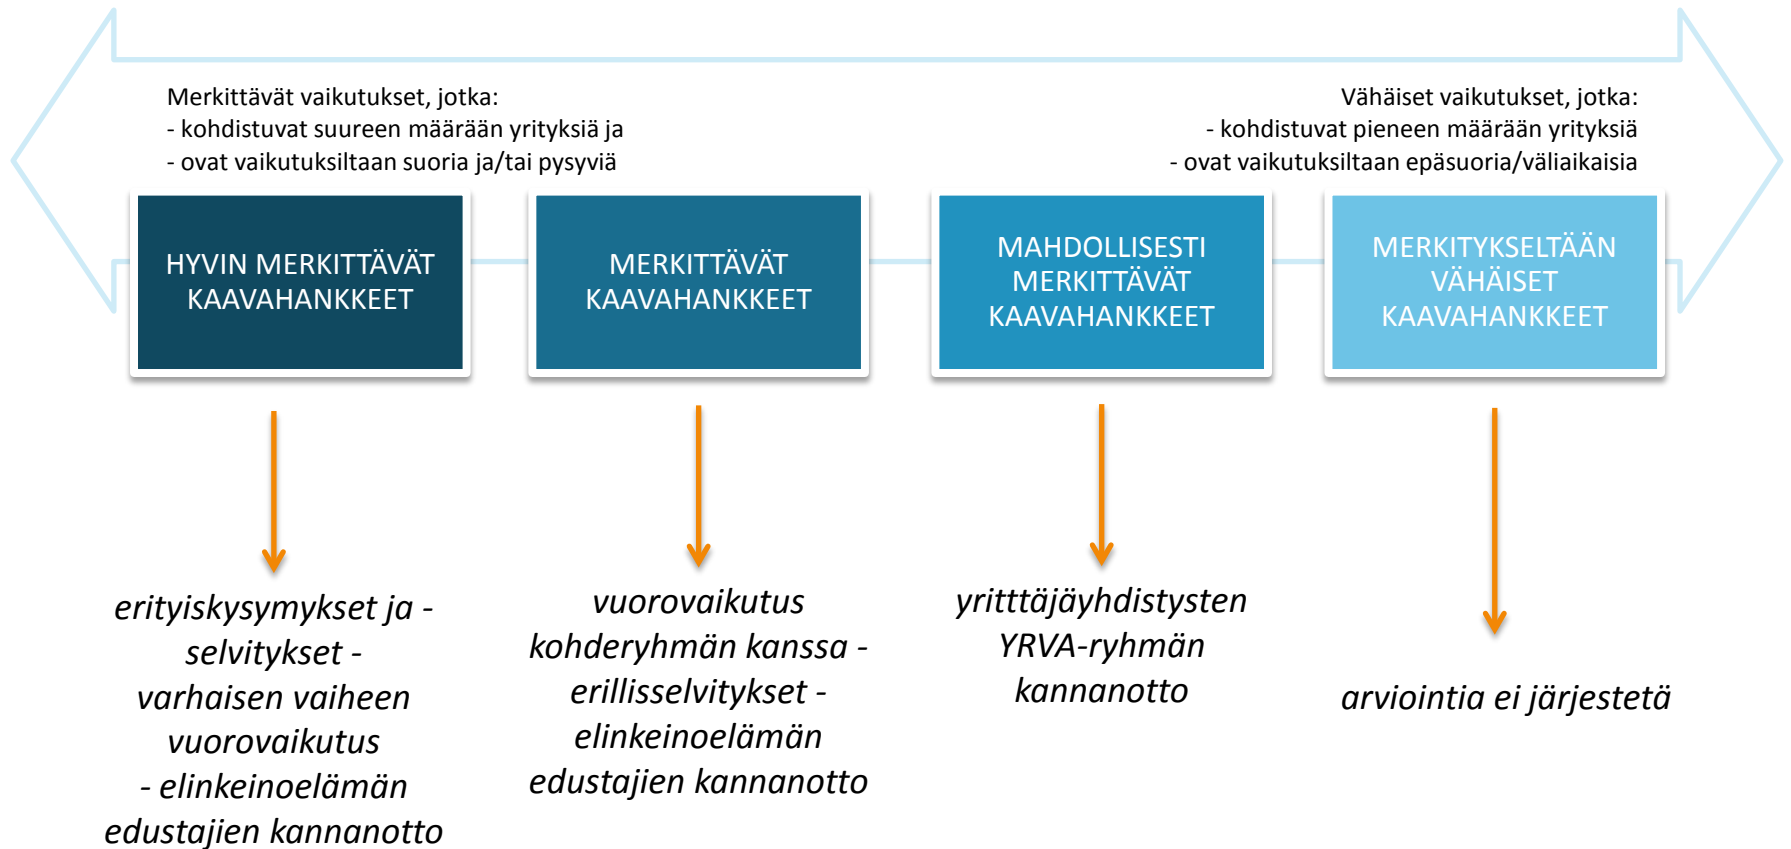 Merkittävät vaikutukset, jotka:
- kohdistuvat suureen määrään yrityksiä ja
- ovat vaikutuksiltaan suoria ja/tai pysyviä
Vähäiset vaikutukset, jotka:
- kohdistuvat pieneen määrään yrityksiä
- ovat vaikutuksiltaan epäsuoria/väliaikaisia
HYVIN MERKITTÄVÄT
KAAVAHANKKEET
MERKITTÄVÄT
KAAVAHANKKEET
MAHDOLLISESTI
MERKITTÄVÄT
KAAVAHANKKEET
MERKITYKSELTÄÄN
VÄHÄISET
KAAVAHANKKEET
erityiskysymykset ja -
selvitykset -
varhaisen vaiheen
vuorovaikutus
- elinkeinoelämän
edustajien kannanotto
vuorovaikutus
kohderyhmän kanssa -
erillisselvitykset -
elinkeinoelämän
edustajien kannanotto
yritttäjäyhdistysten
YRVA-ryhmän
kannanotto
arviointia ei järjestetä